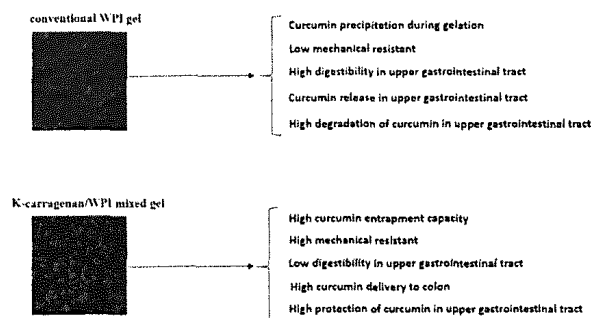 conventional WPI gel
Curcumin precipitation during gelation
Low mechanical resistant
High digestibility in upper gastrointestinal tract
Curcumin release in upper gastrointestinal tract
High degradation of curcumin in upper gastrointestinal tract
K-carragenan/WPI mixed gel
High curcumin entrapment capacity
High mechanical resistant
Low digestibility in upper gastrointestinal tract
High curcumin delivery to colon
High protection of curcumin in upper gastrointestinal tract